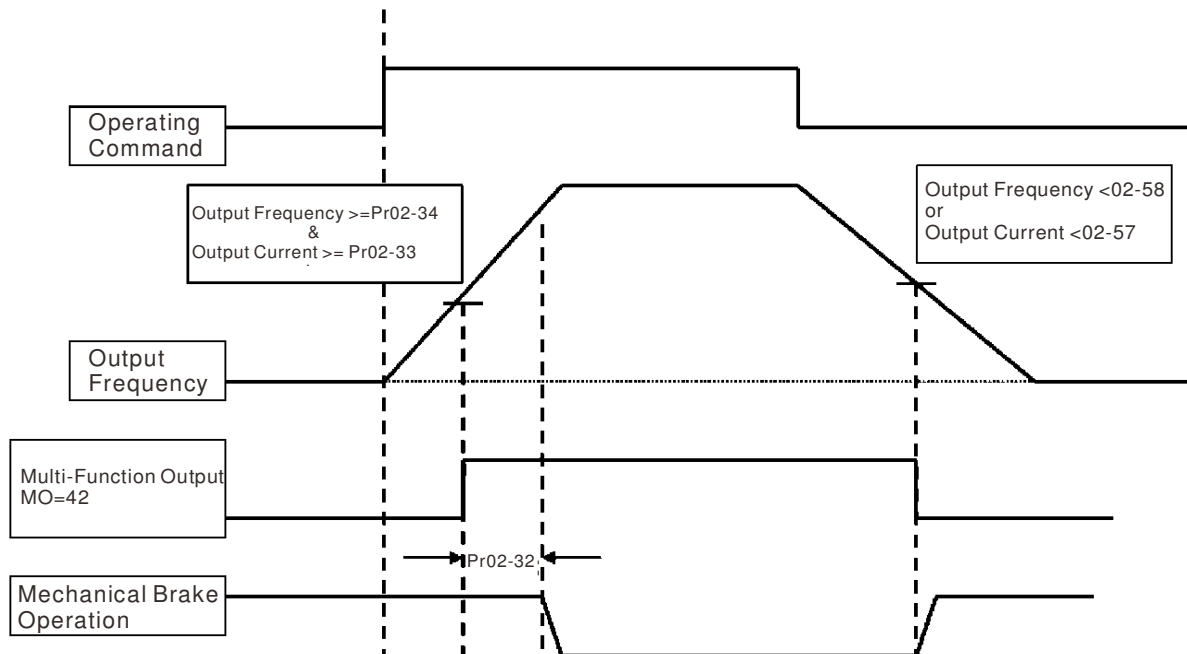 Operating
Command
Output Frequency >=Pr02-34
&
Output Current >= Pr02-33
Output Frequency <02-58
or
Output Current <02-57
Output
Frequency
Multi-Function Output
MO=42
Pr02-32
Mechanical Brake
Operation